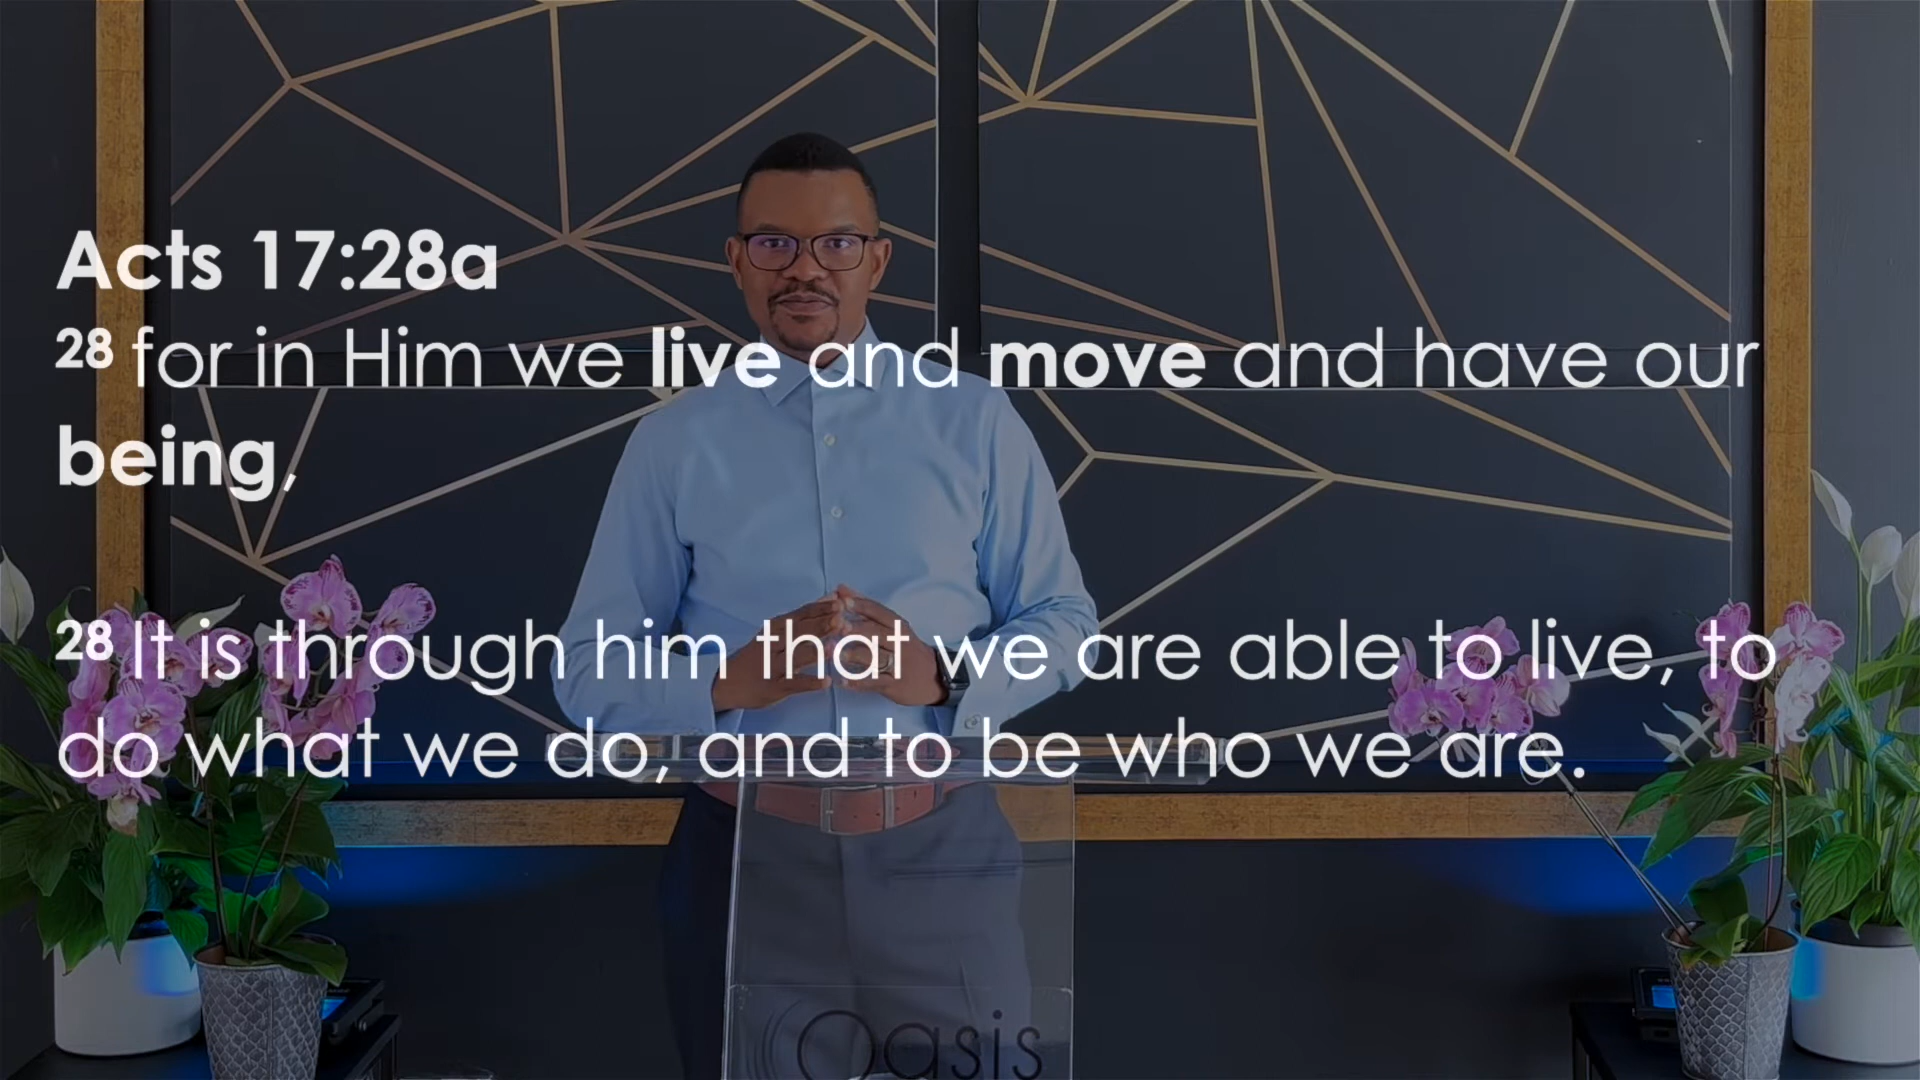 Acts 17:28a
28 for in Him we live and move and have our
being,
28 It is through him that we are able to live, to
do what we do, and to be who we are.
Oasis